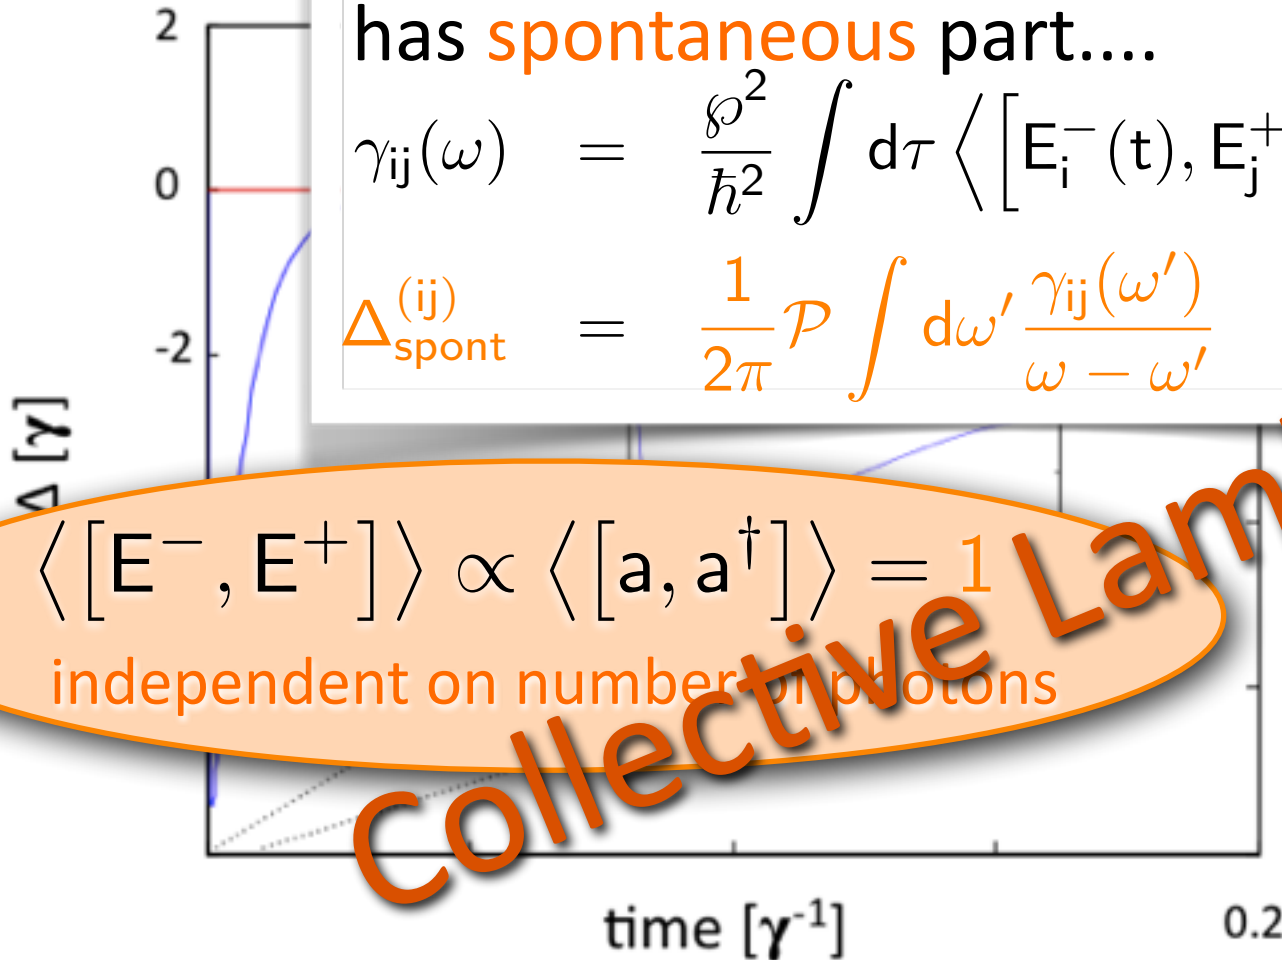 2
has spontaneous part....
γij(ω) = ℘²/ħ² ∫ dτ ⟨[Ei⁻(t), Ej⁺
0
Δspont(ij) = 1/2π 𝒫 ∫ dω′ γij(ω′)/ω − ω′
-2
Δ [γ]
⟨[E⁻, E⁺]⟩ ∝ ⟨[a, a†]⟩ = 1
independent on number of photons
Collective Lam
time [γ⁻¹]
0.2